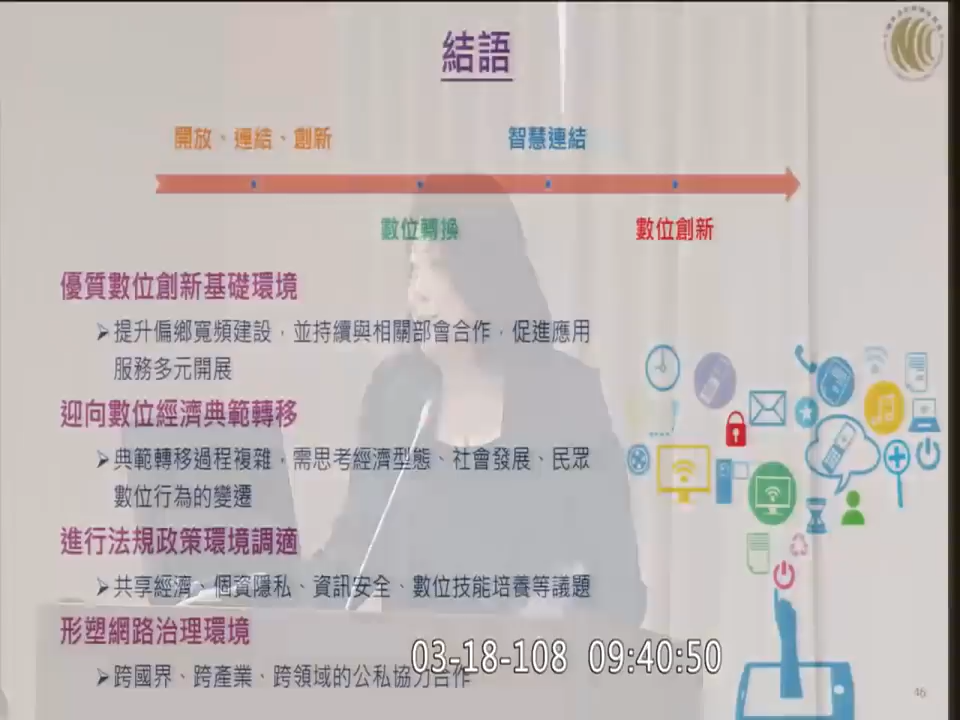 結語
開放、連結、創新
智慧連結
數位轉換
數位創新
優質數位創新基礎環境
➢提升偏鄉寬頻建設，並持續與相關部會合作，促進應用
服務多元開展
迎向數位經濟典範轉移
➢典範轉移過程複雜，需思考經濟型態、社會發展、民眾
數位行為的變遷
進行法規政策環境調適
➢共享經濟、個資隱私、資訊安全、數位技能培養等議題
形塑網路治理環境
➢跨國界、跨產業、跨領域的公私協力合作
03-18-108 09:40:50
46